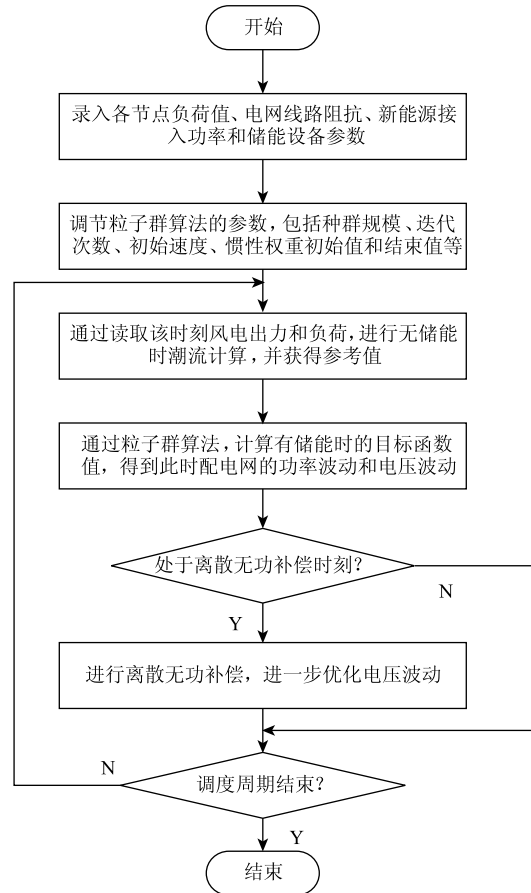 开始
录入各节点负荷值、电网线路阻抗、新能源接
入功率和储能设备参数
调节粒子群算法的参数,包括种群规模、迭代
次数、初始速度、惯性权重初始值和结束值等
通过读取该时刻风电出力和负荷,进行无储能
时潮流计算,并获得参考值
通过粒子群算法,计算有储能时的目标函数
值,得到此时配电网的功率波动和电压波动
处于离散无功补偿时刻?
N
Y
进行离散无功补偿,进一步优化电压波动
N
调度周期结束?
Y
结束